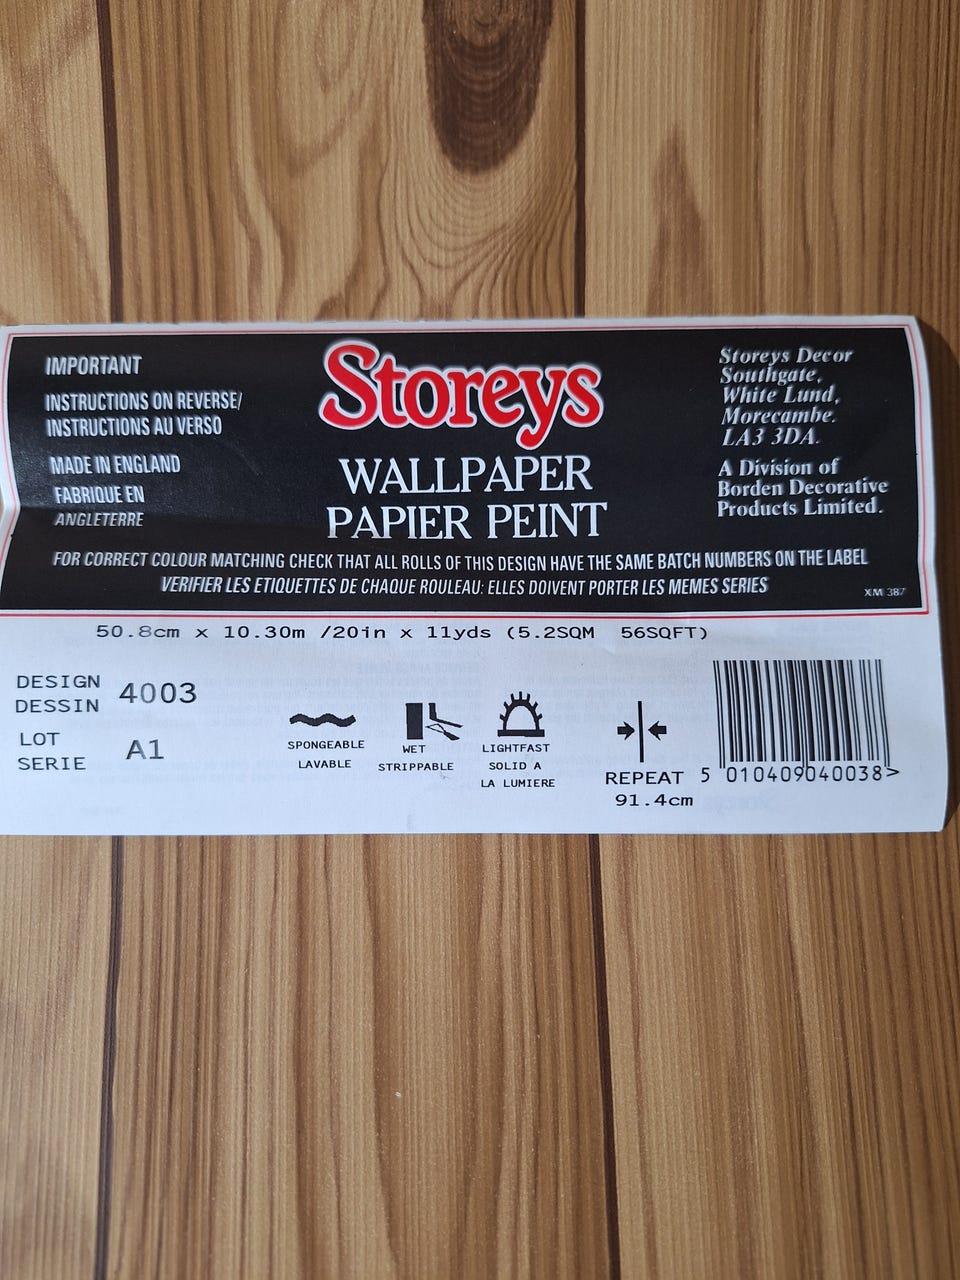 IMPORTANT
INSTRUCTIONS ON REVERSE/
INSTRUCTIONS AU VERSO
MADE IN ENGLAND
FABRIQUE EN
ANGLETERRE
Storeys
WALLPAPER
PAPIER PEINT
Storeys Decor
Southgate,
White Lund,
Morecambe.
LA3 3DA.
A Division of
Borden Decorative
Products Limited.
FOR CORRECT COLOUR MATCHING CHECK THAT ALL ROLLS OF THIS DESIGN HAVE THE SAME BATCH NUMBERS ON THE LABEL
VERIFIER LES ETIQUETTES DE CHAQUE ROULEAU: ELLES DOIVENT PORTER LES MEMES SERIES
XM 387
50.8cm x 10.30m /20in x 11yds (5.2SQM 56SQFT)
DESIGN
DESSIN
4003
LOT
SERIE
A1
SPONGEABLE
LAVABLE
WET
STRIPPABLE
LIGHTFAST
SOLID A
LA LUMIERE
REPEAT
91.4cm
5 010409040038>